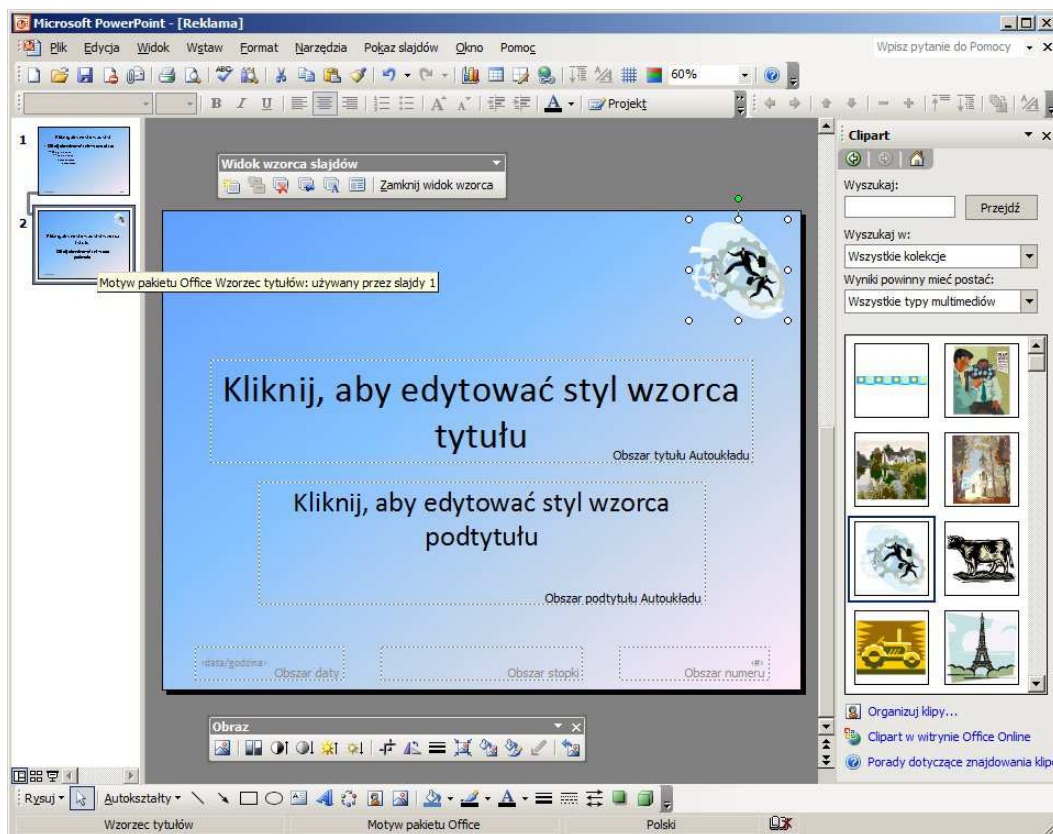 Microsoft PowerPoint - [Reklama]
Plik Edycja Widok Wstaw Format Narzędzia Pokaz slajdów Okno Pomoc
Wpisz pytanie do Pomocy
60%
B I U A A A Projekt
1
2
Widok wzorca slajdów
Zamknij widok wzorca
Motyw pakietu Office Wzorzec tytułów: używany przez slajdy 1
Kliknij, aby edytować styl wzorca
tytułu
Obszar tytułu Autoukładu
Kliknij, aby edytować styl wzorca
podtytułu
Obszar podtytułu Autoukładu
‹data/godzina›
Obszar daty
Obszar stopki
‹#›
Obszar numeru
Obraz
Clipart
Wyszukaj:
Przejdź
Wyszukaj w:
Wszystkie kolekcje
Wyniki powinny mieć postać:
Wszystkie typy multimediów
Organizuj klipy...
Clipart w witrynie Office Online
Porady dotyczące znajdowania klipó
Rysuj Autokształty
Wzorzec tytułów
Motyw pakietu Office
Polski